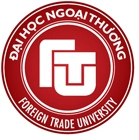 ĐẠI HỌC NGOẠI THƯƠNG
FTU
FOREIGN TRADE UNIVERSITY